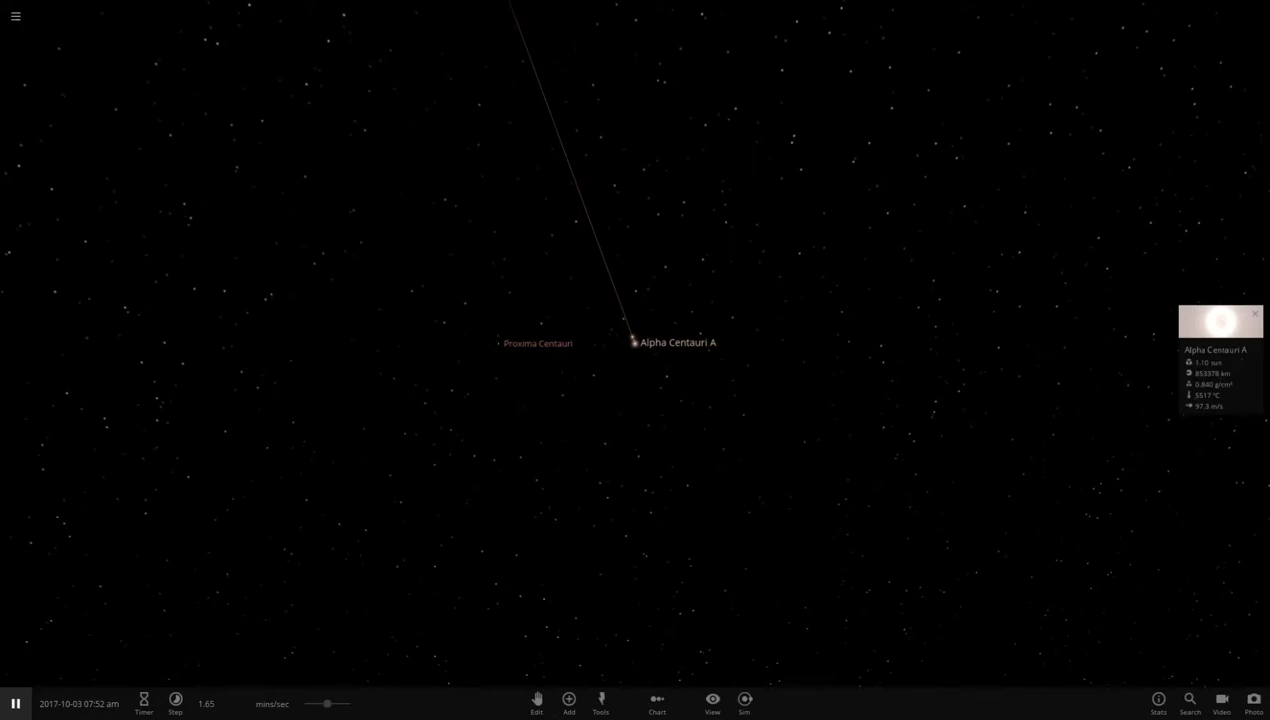 Proxima Centauri
Alpha Centauri A
Alpha Centauri A
1.10 sun
853378 km
0.840 g/cm³
5517 °C
97.3 m/s
2017-10-03 07:52 am
Timer
Step
1.65
mins/sec
Edit
Add
Tools
Chart
View
Sim
Stats
Search
Video
Photo